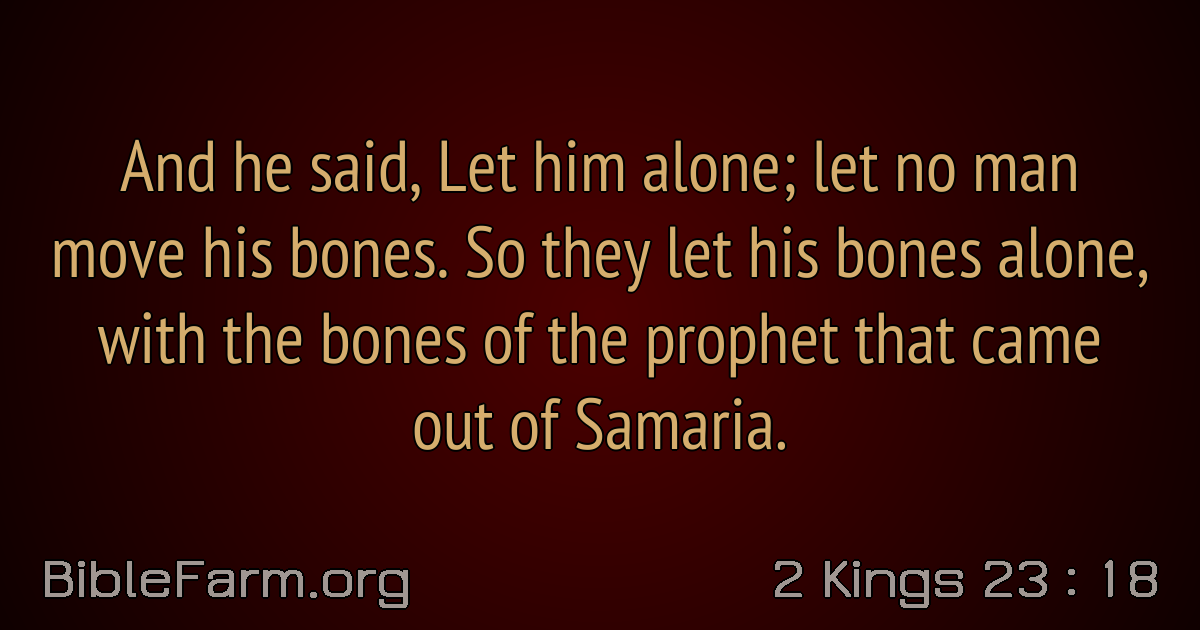 And he said, Let him alone; let no man
move his bones. So they let his bones alone,
with the bones of the prophet that came
out of Samaria.
BibleFarm.org
2 Kings 23 : 18